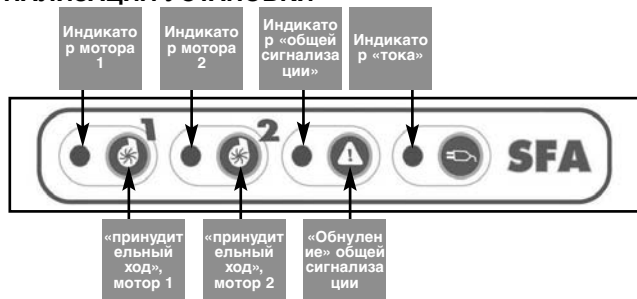 Индикато
р мотора
1
Индикато
р мотора
2
Индикато
р «общей
сигнализа
ции»
Индикато
р «тока»
1
2
SFA
«принудит
ельный
ход»,
мотор 1
«принудит
ельный
ход»,
мотор 2
«Обнулен
ие» общей
сигнализа
ции